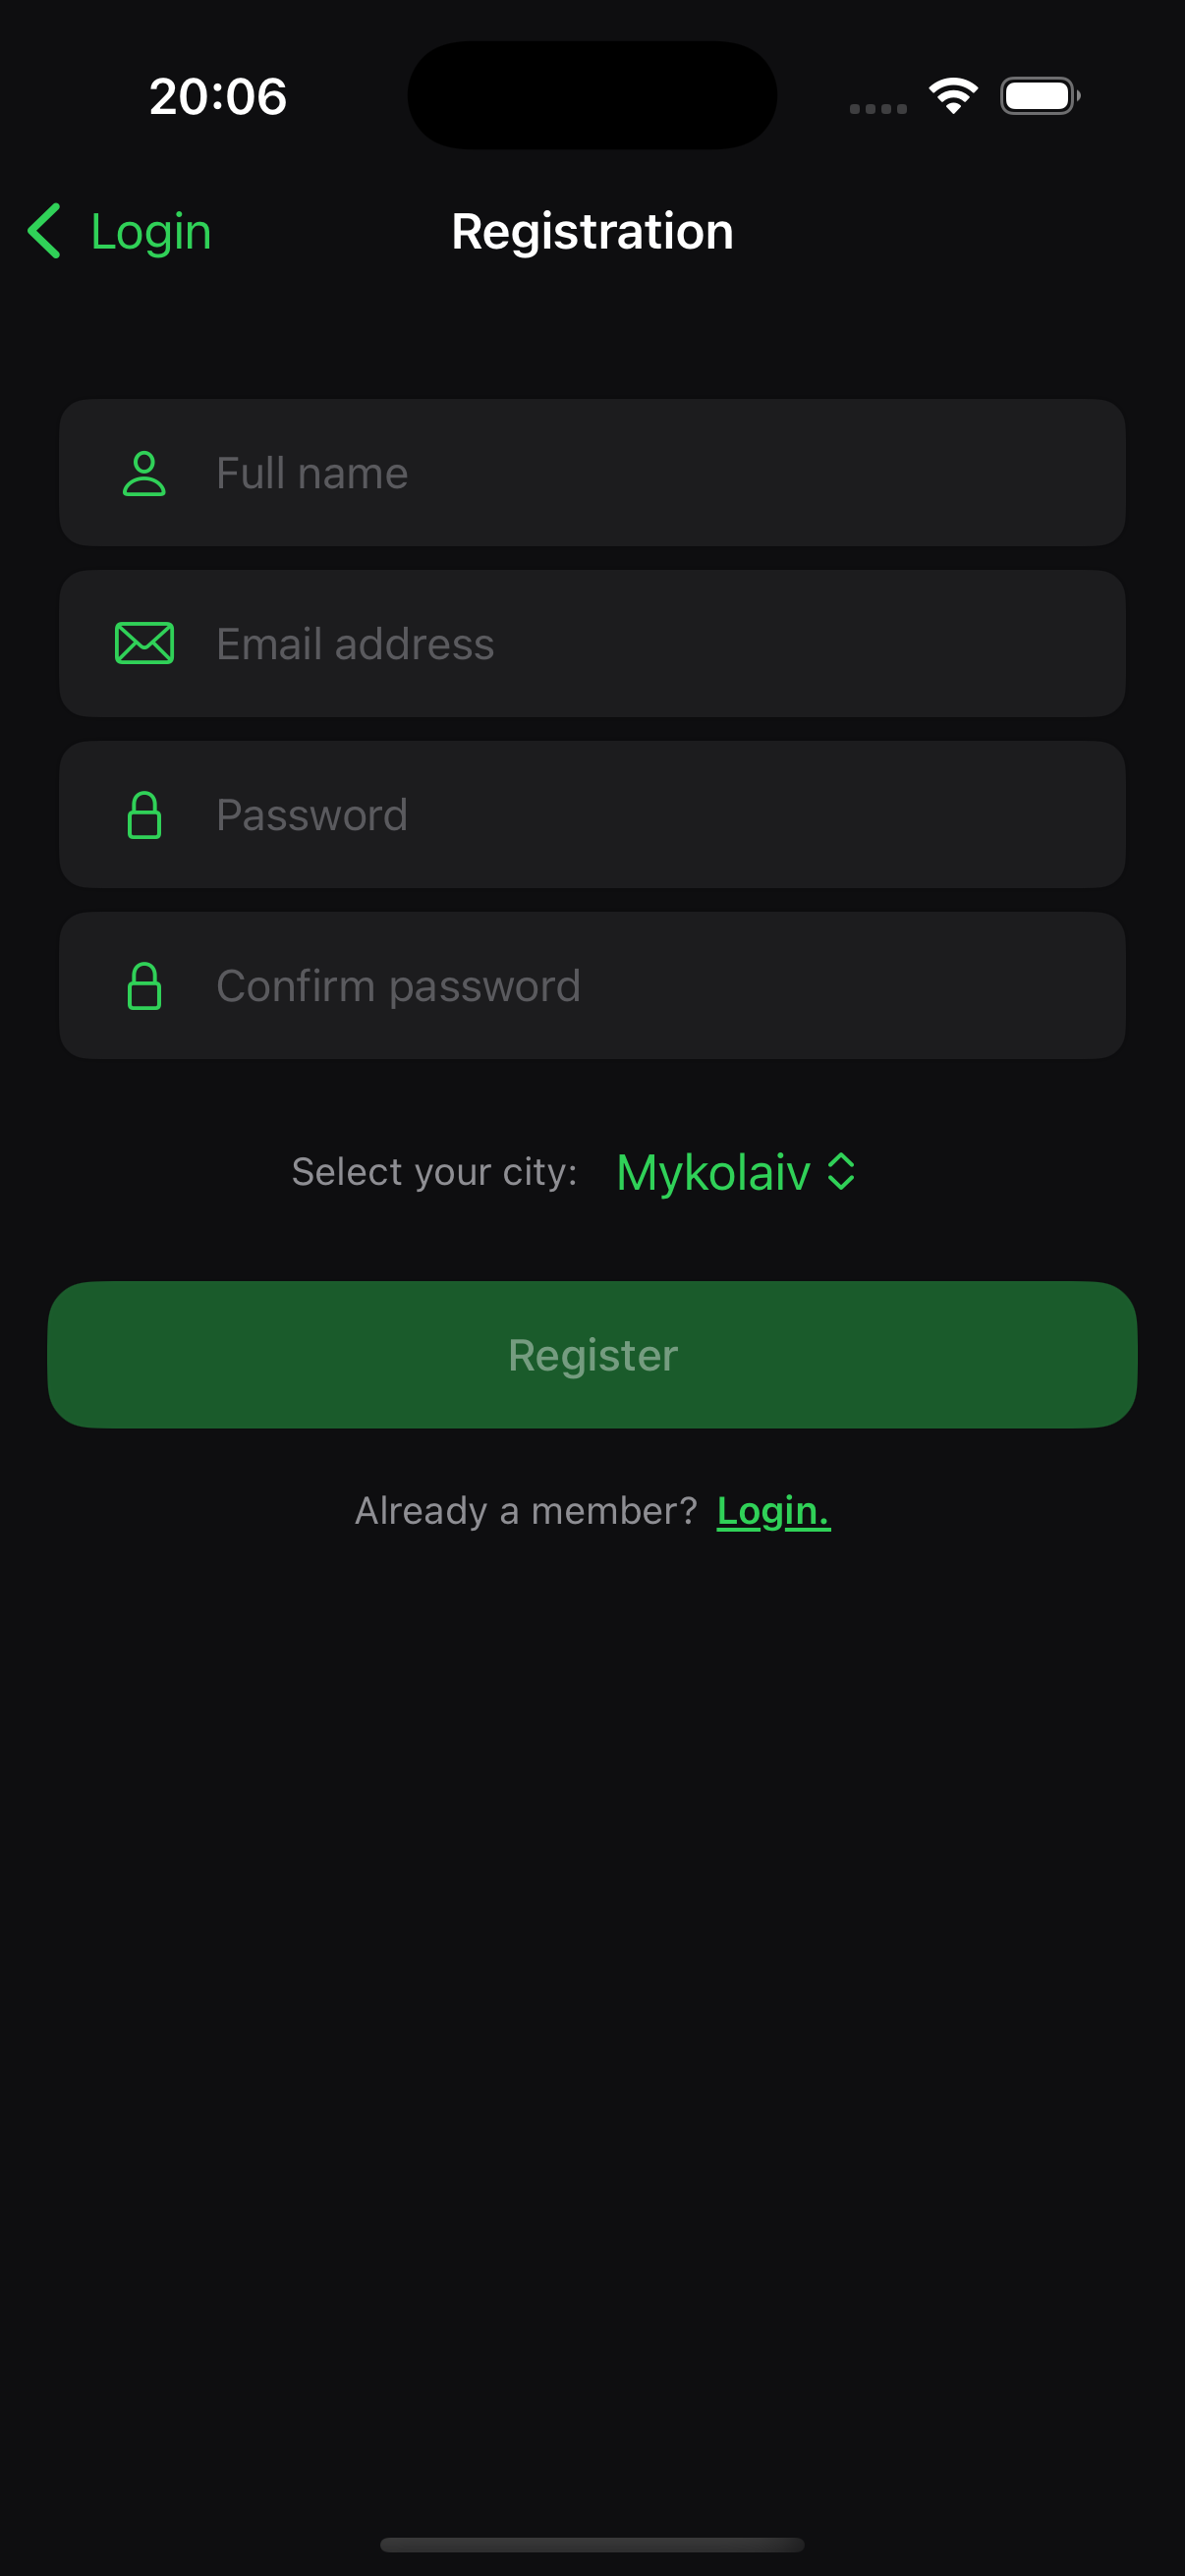 20:06
Login
Registration
Full name
Email address
Password
Confirm password
Select your city: Mykolaiv
Register
Already a member? Login.